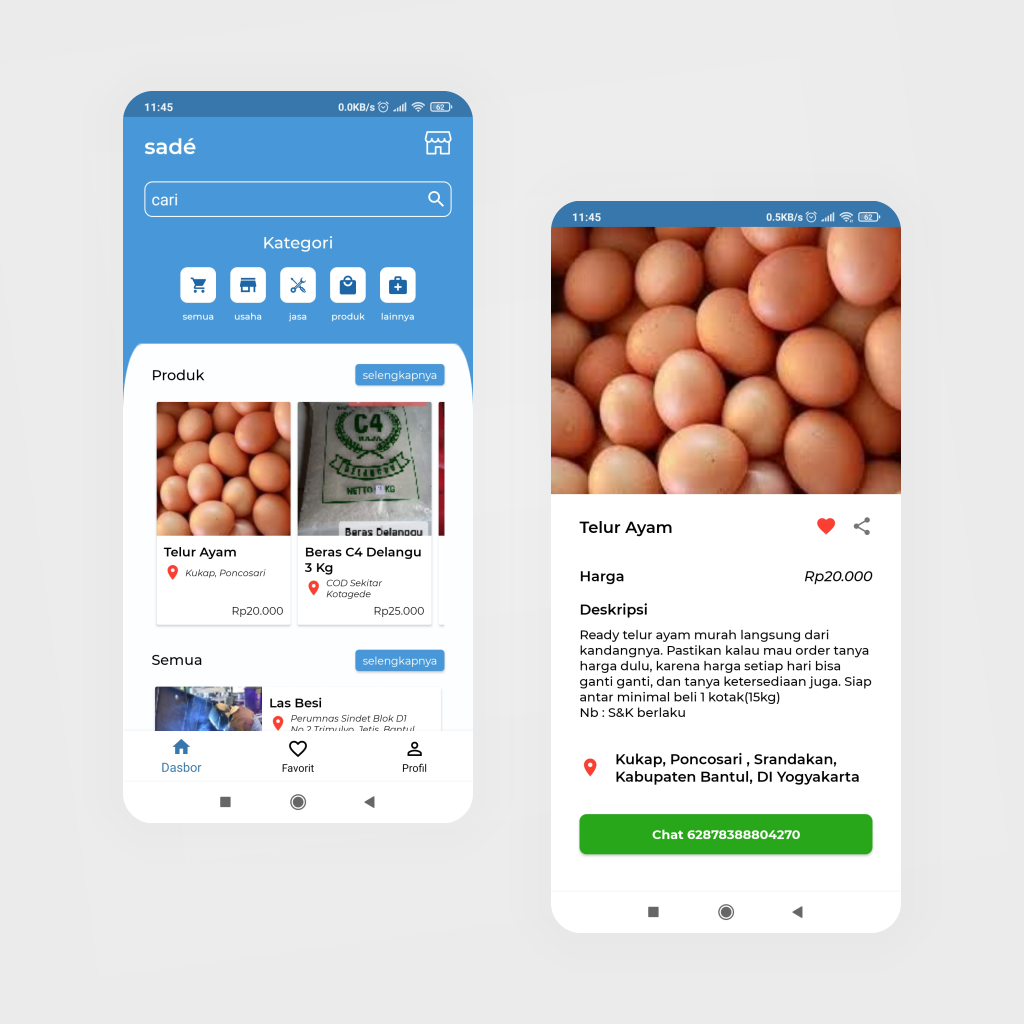 11:45
0.0KB/s
62
sadé
cari
Kategori
semua
usaha
jasa
produk
lainnya
Produk
selengkapnya
C4
RAJA
DELANGGU
Beras Delanggu
Telur Ayam
Kukap, Poncosari
Rp20.000
Beras C4 Delangu
3 Kg
COD Sekitar
Kotagede
Rp25.000
Semua
selengkapnya
Las Besi
Perumnas Sindet Blok D1
No.2 Trimulyo, Jetis, Bantul
Dasbor
Favorit
Profil
11:45
0.5KB/s
62
Telur Ayam
Harga
Rp20.000
Deskripsi
Ready telur ayam murah langsung dari
kandangnya. Pastikan kalau mau order tanya
harga dulu, karena harga setiap hari bisa
ganti ganti, dan tanya ketersediaan juga. Siap
antar minimal beli 1 kotak(15kg)
Nb : S&K berlaku
Kukap, Poncosari , Srandakan,
Kabupaten Bantul, DI Yogyakarta
Chat 62878388804270